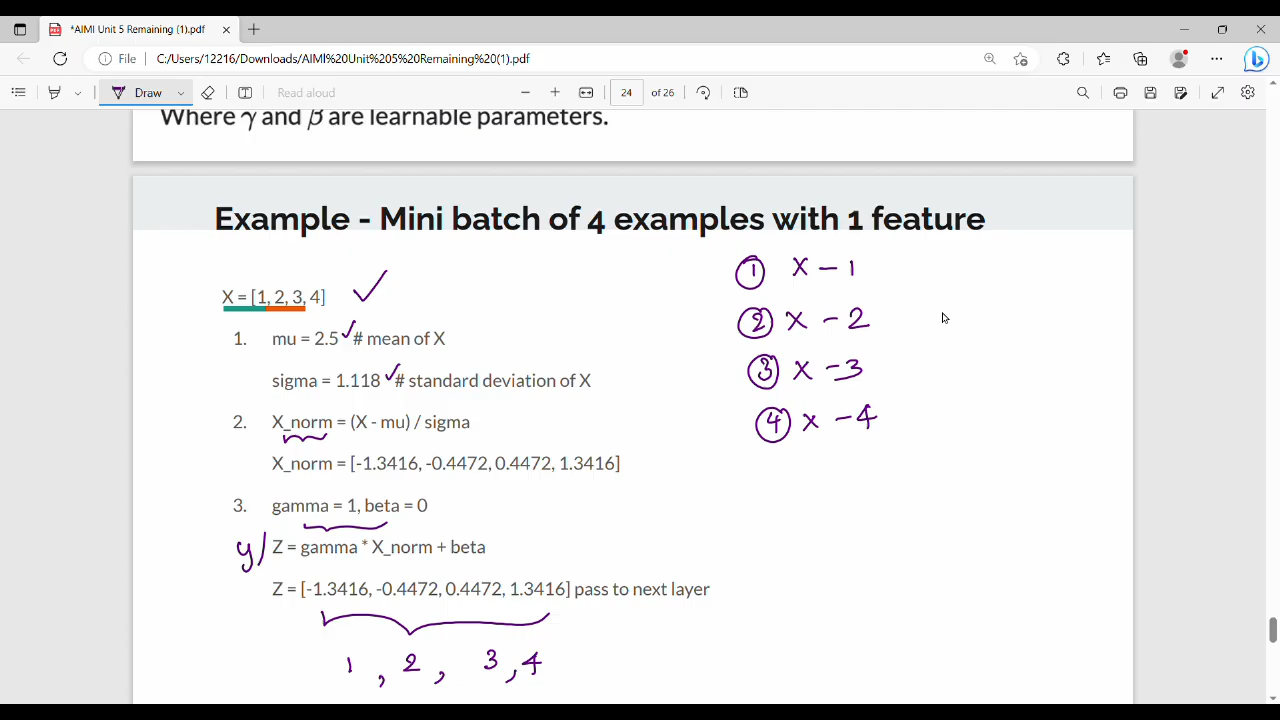 *AIMI Unit 5 Remaining (1).pdf
File C:/Users/12216/Downloads/AIMI%20Unit%205%20Remaining%20(1).pdf
Draw Read aloud 24 of 26
Where γ and β are learnable parameters.
Example - Mini batch of 4 examples with 1 feature
X = [1, 2, 3, 4] ✓
1. mu = 2.5 ✓ # mean of X
sigma = 1.118 ✓ # standard deviation of X
2. X_norm = (X - mu) / sigma
X_norm = [-1.3416, -0.4472, 0.4472, 1.3416]
3. gamma = 1, beta = 0
y/ Z = gamma * X_norm + beta
Z = [-1.3416, -0.4472, 0.4472, 1.3416] pass to next layer
1 , 2 , 3 , 4
① X - 1
② X - 2
③ X - 3
④ X - 4